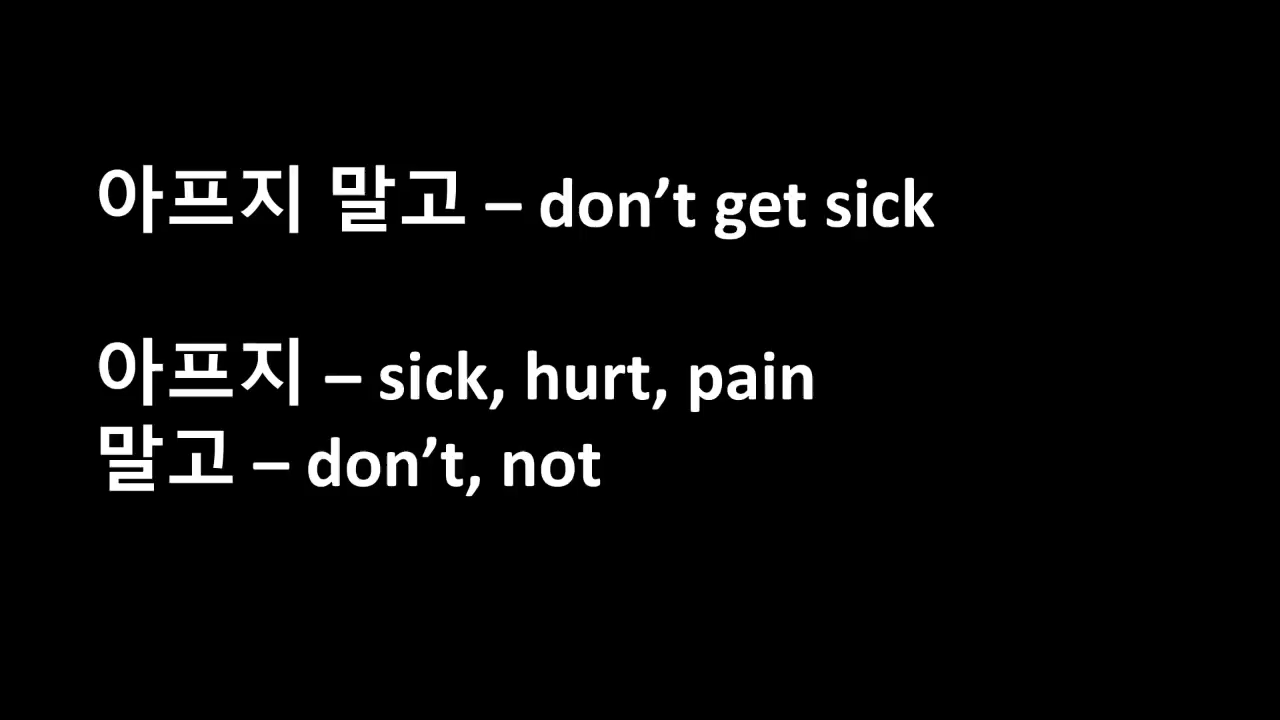 아프지 말고 – don’t get sick
아프지 – sick, hurt, pain
말고 – don’t, not